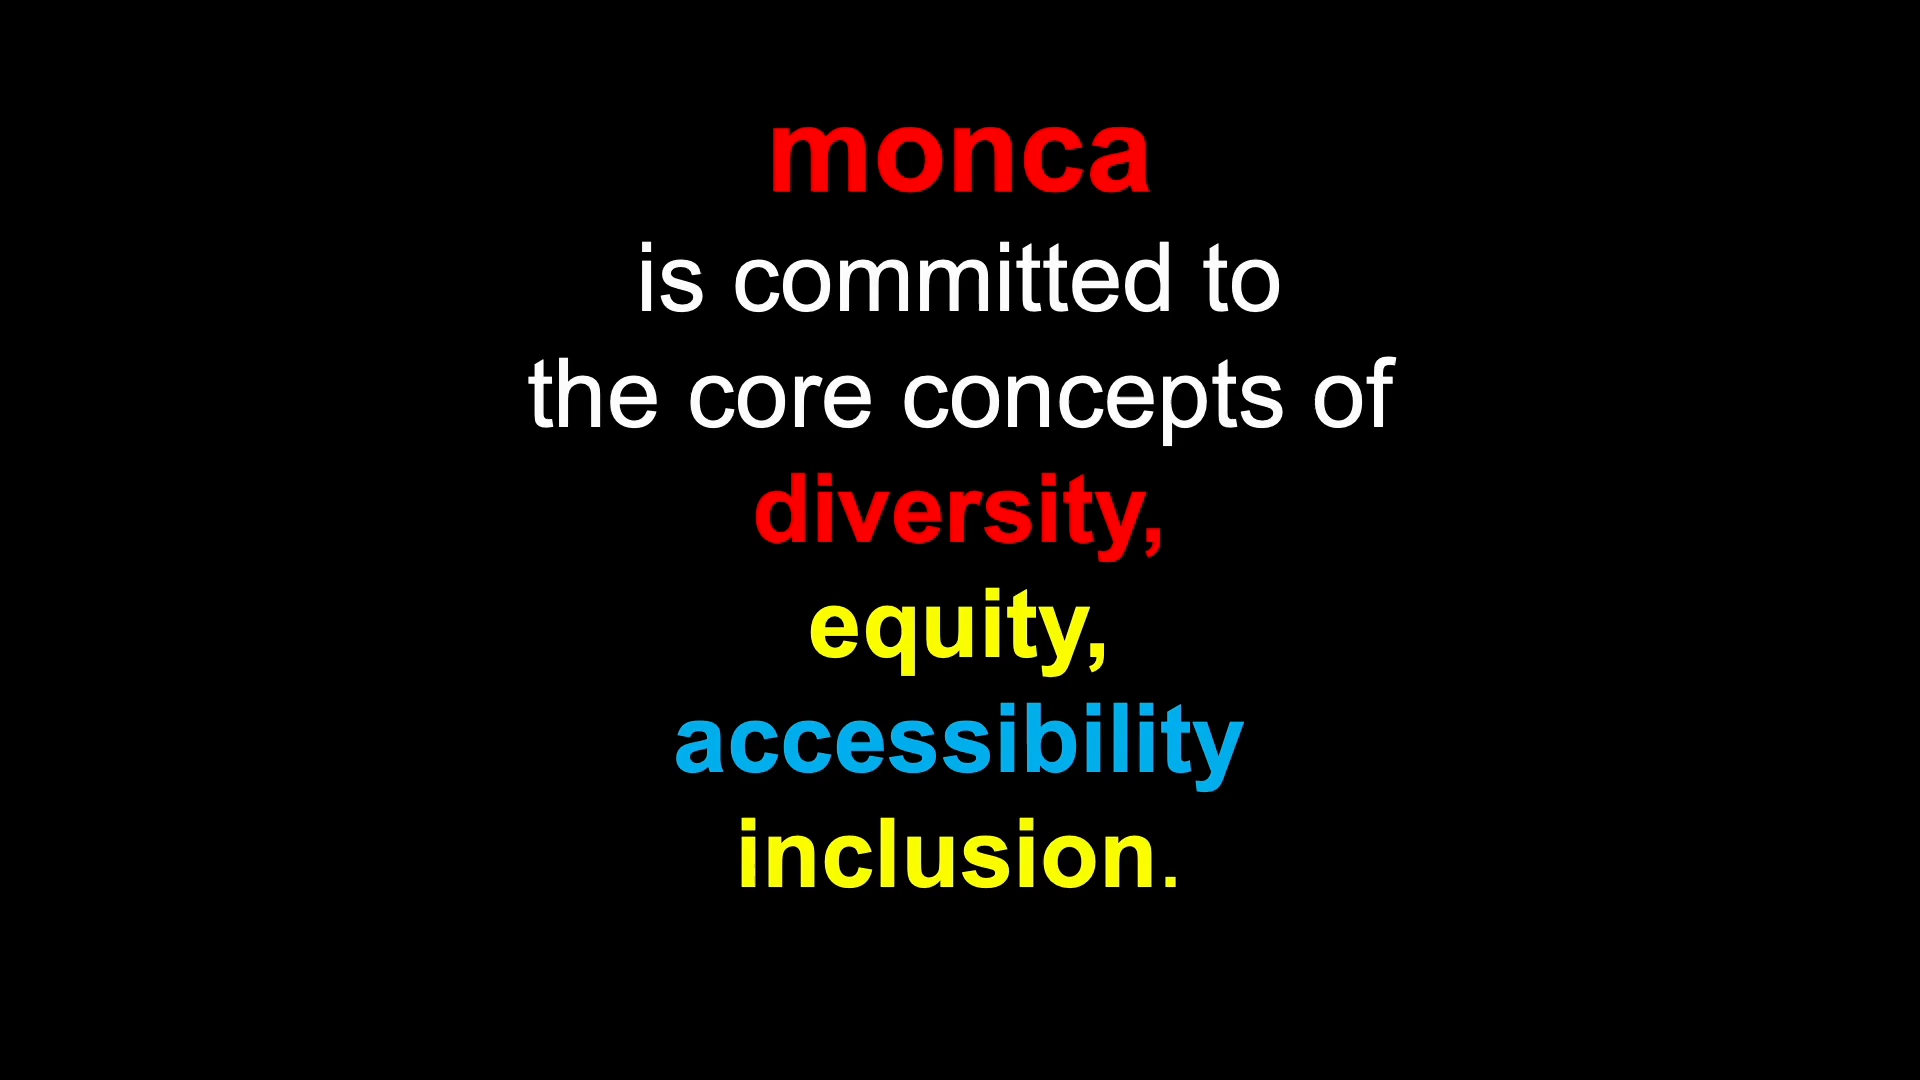 monca
is committed to
the core concepts of
diversity,
equity,
accessibility
inclusion.